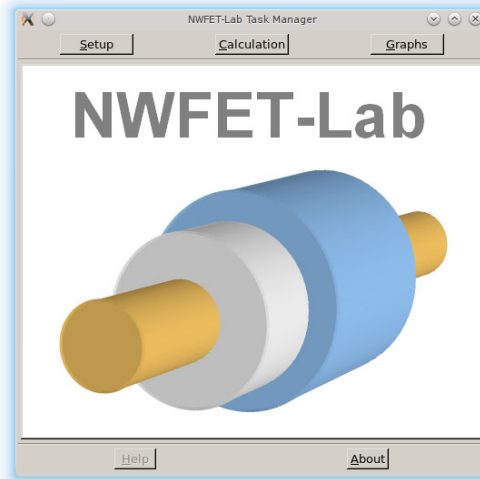 NWFET-Lab Task Manager
Setup Calculation Graphs
NWFET-Lab
Help About